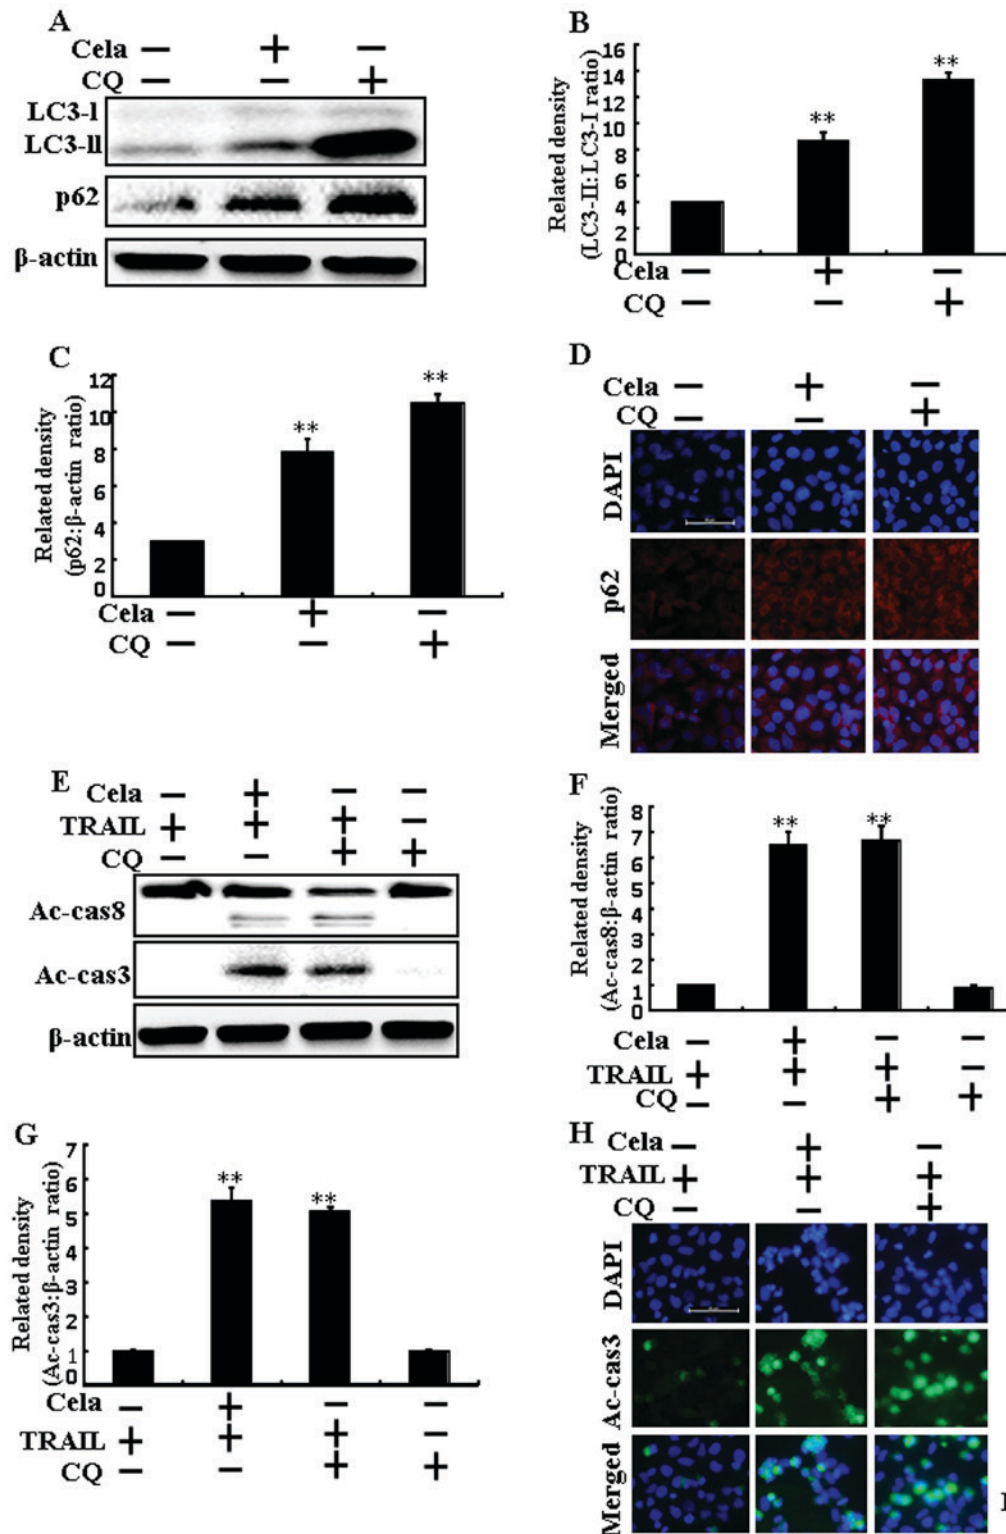 A
Cela − + −
CQ − − +
LC3-I
LC3-II
p62
β-actin
B
Related density
(LC3-II:LC3-I ratio)
16
14
12
10
8
6
4
2
0
** **
Cela − + −
CQ − − +
C
Related density
(p62:β-actin ratio)
12
10
8
6
4
2
0
** **
Cela − + −
CQ − − +
D
Cela − + −
CQ − − +
DAPI
p62
Merged
E
Cela − + − −
TRAIL + + + −
CQ − − + +
Ac-cas8
Ac-cas3
β-actin
F
Related density
(Ac-cas8:β-actin ratio)
8
7
6
5
4
3
2
1
0
** **
Cela − + − −
TRAIL + + + −
CQ − − + +
G
Related density
(Ac-cas3:β-actin ratio)
7
6
5
4
3
2
1
0
** **
Cela − + − −
TRAIL + + + −
CQ − − + +
H
Cela − + −
TRAIL + + +
CQ − − +
DAPI
Ac-cas3
Merged